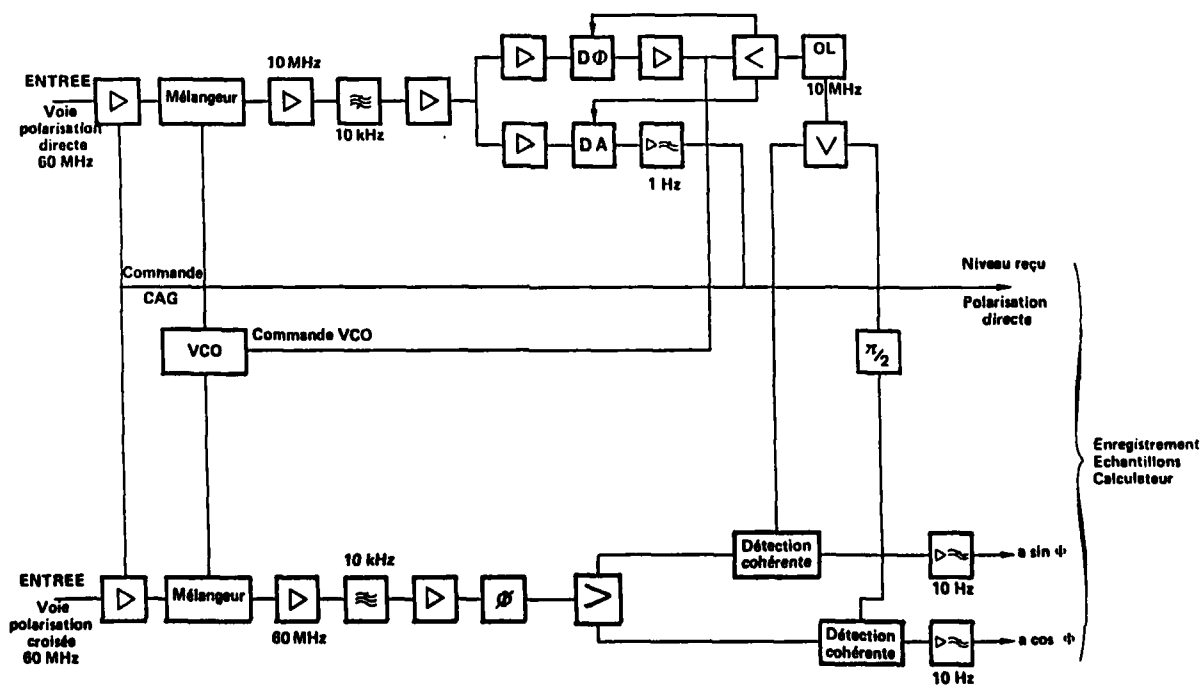 ENTREE
Voie
polarisation
directe
60 MHz
Mélangeur
10 MHz
10 kHz
DΦ
OL
10 MHz
DA
1 Hz
V
Commande
CAG
Niveau reçu
Polarisation
directe
VCO
Commande VCO
π/2
Enregistrement
Echantillons
Calculateur
ENTREE
Voie
polarisation
croisée
60 MHz
Mélangeur
60 MHz
10 kHz
Ø
Détection
cohérente
10 Hz
a sin Φ
Détection
cohérente
10 Hz
a cos Φ